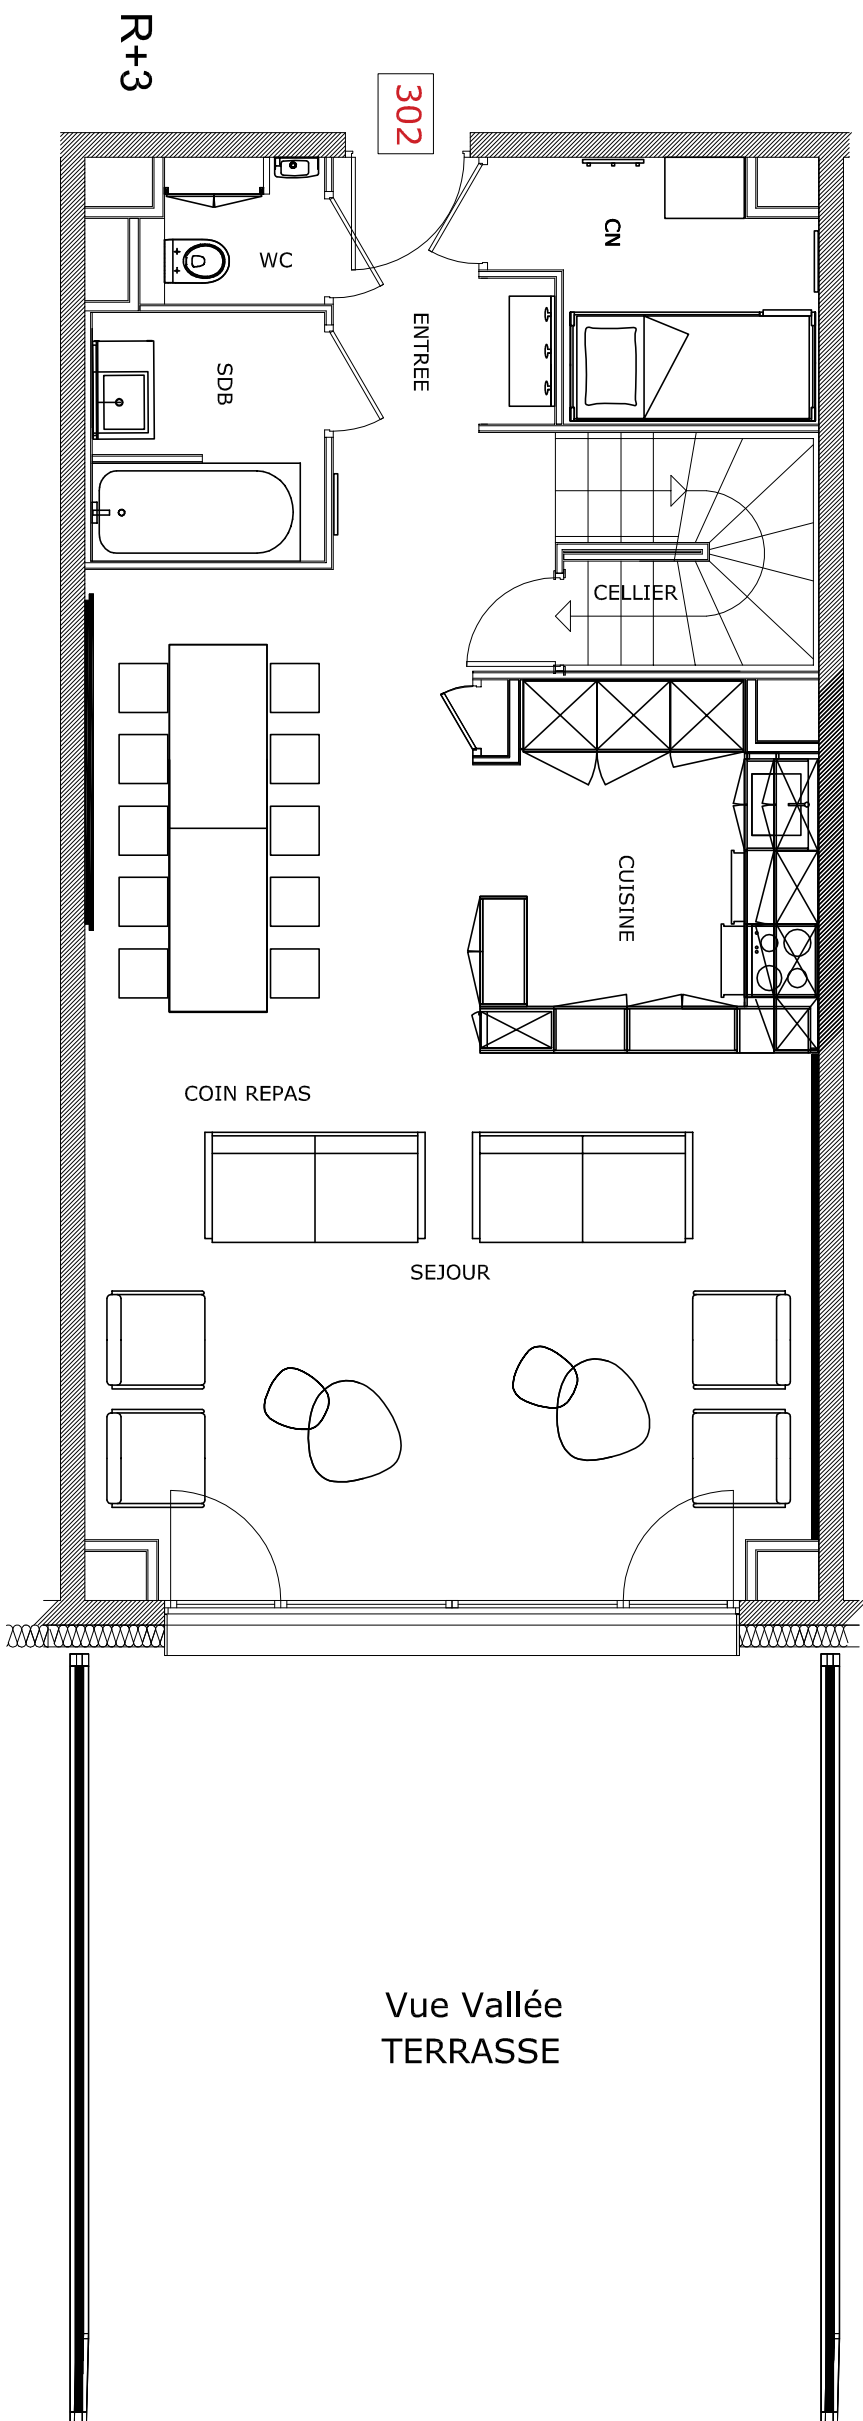 R+3
302
CN
WC
ENTREE
SDB
CELLIER
CUISINE
COIN REPAS
SEJOUR
Vue Vallée
TERRASSE